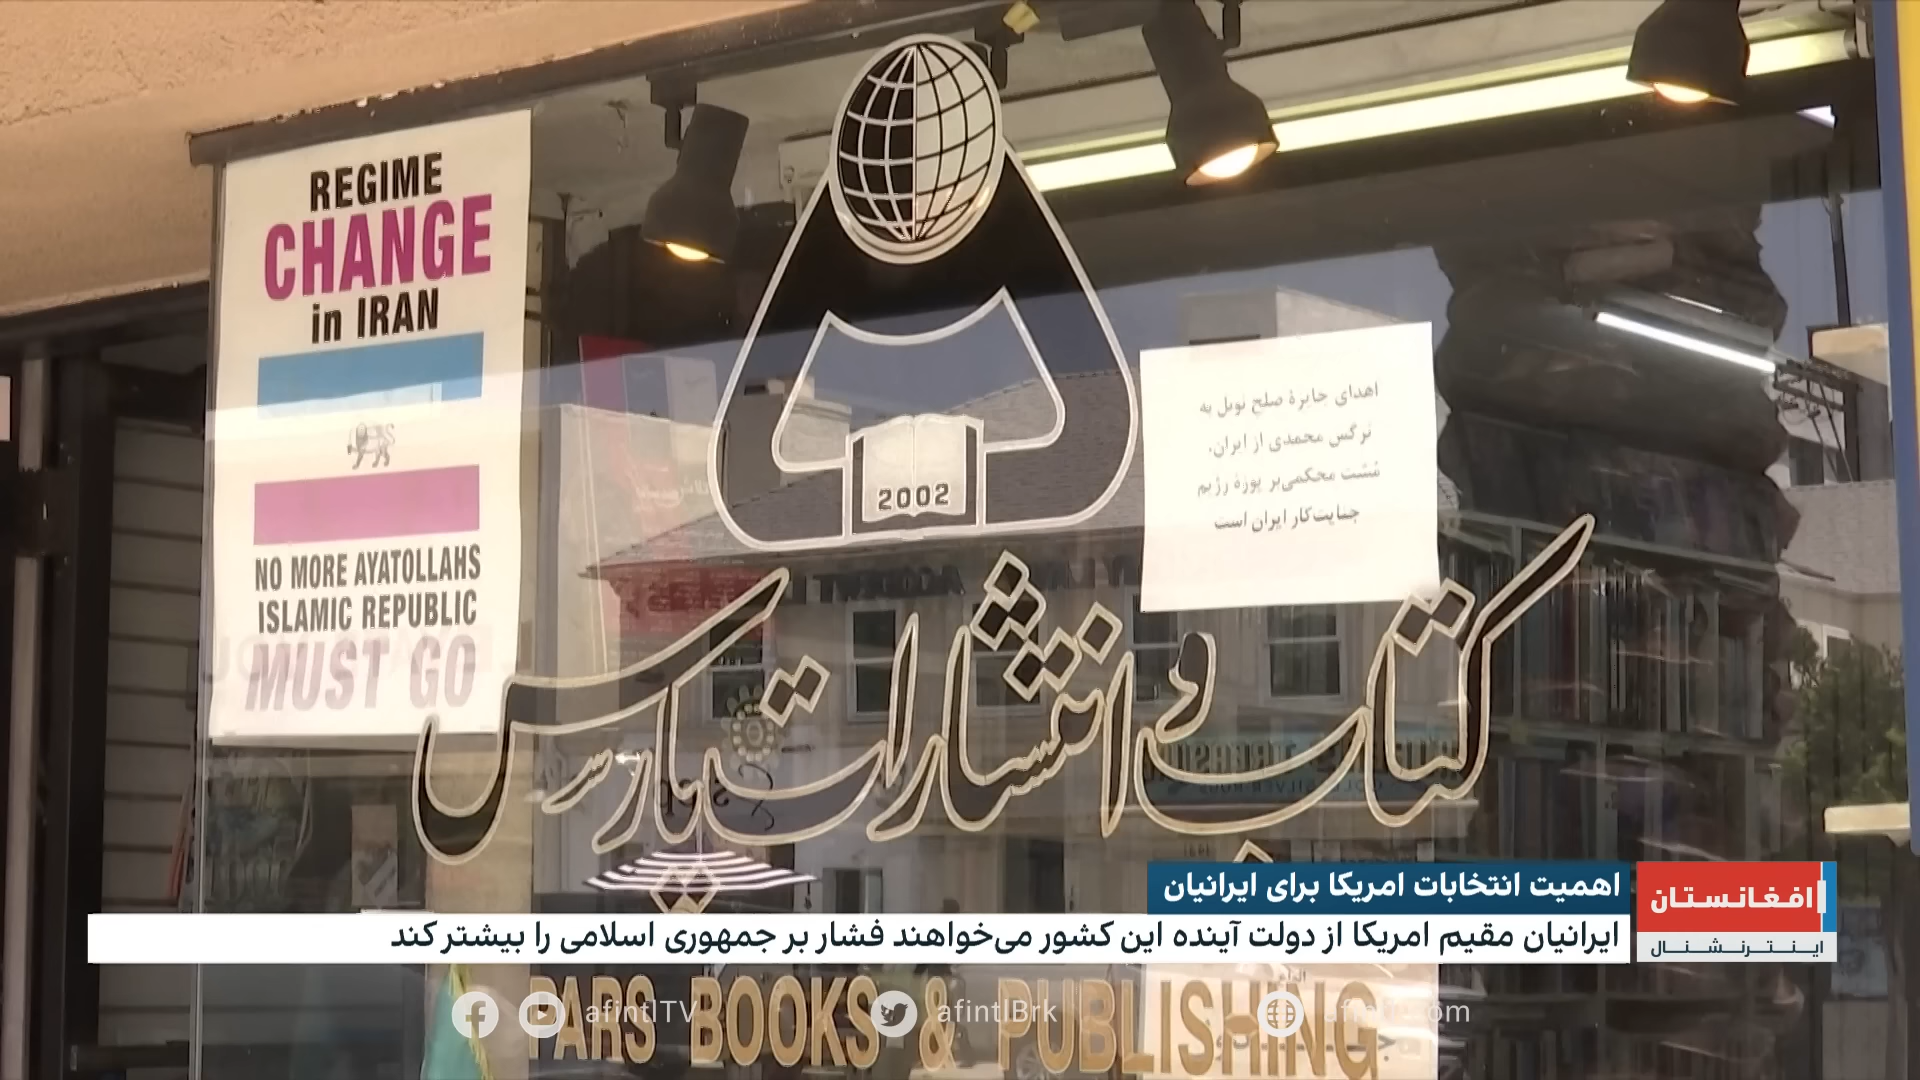 REGIME
CHANGE
in IRAN
NO MORE AYATOLLAHS
ISLAMIC REPUBLIC
MUST GO
2002
اهدای جایزهٔ صلح نوبل به
نرگس محمدی از ایران،
مُشت محکمی‌بر پوزهٔ رژیم
جنایت‌کار ایران است
کتاب و انتشارات پارس
اهمیت انتخابات امریکا برای ایرانیان
ایرانیان مقیم امریکا از دولت آینده این کشور می‌خواهند فشار بر جمهوری اسلامی را بیشتر کند
افغانستان
اینترنشنال
PARS BOOKS & PUBLISHING
afintlTV
afintlBrk
afintl.com